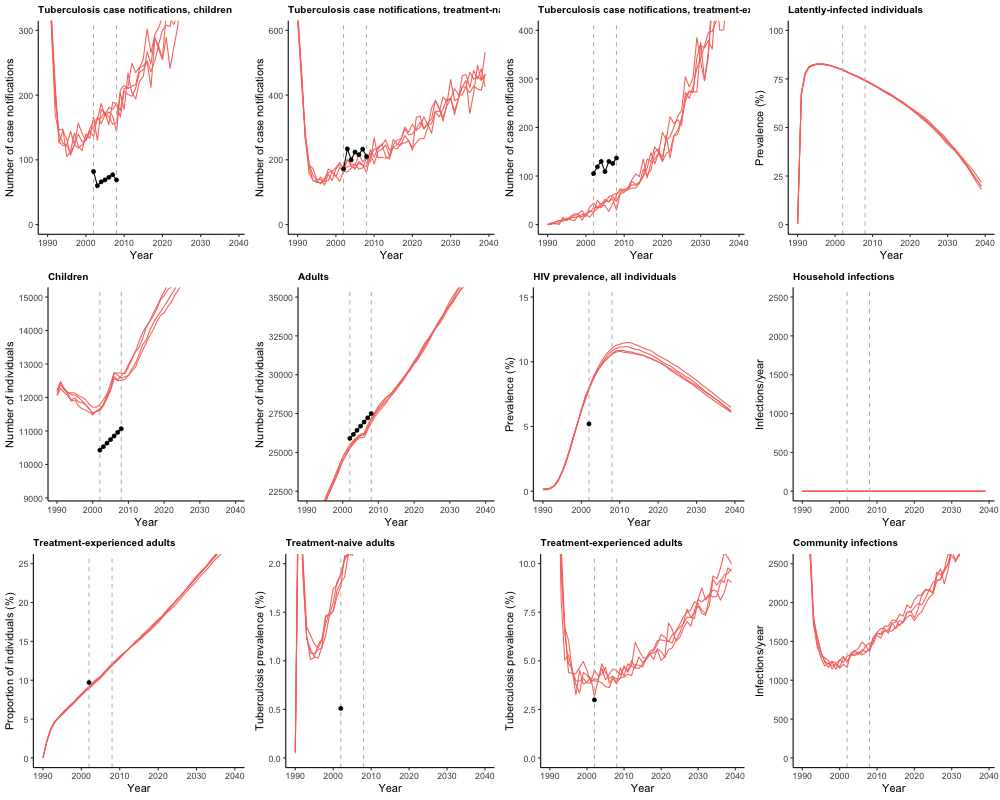 Tuberculosis case notifications, children
Number of case notifications
300
200
100
0
1990 2000 2010 2020 2030 2040
Year
Tuberculosis case notifications, treatment-na
Number of case notifications
600
400
200
0
1990 2000 2010 2020 2030 2040
Year
Tuberculosis case notifications, treatment-ex
Number of case notifications
400
300
200
100
0
1990 2000 2010 2020 2030 2040
Year
Latently-infected individuals
Prevalence (%)
100
75
50
25
0
1990 2000 2010 2020 2030 2040
Year
Children
Number of individuals
15000
14000
13000
12000
11000
10000
9000
1990 2000 2010 2020 2030 2040
Year
Adults
Number of individuals
35000
32500
30000
27500
25000
22500
1990 2000 2010 2020 2030 2040
Year
HIV prevalence, all individuals
Prevalence (%)
15
10
5
0
1990 2000 2010 2020 2030 2040
Year
Household infections
Infections/year
2500
2000
1500
1000
500
0
1990 2000 2010 2020 2030 2040
Year
Treatment-experienced adults
Proportion of individuals (%)
25
20
15
10
5
0
1990 2000 2010 2020 2030 2040
Year
Treatment-naive adults
Tuberculosis prevalence (%)
2.0
1.5
1.0
0.5
0.0
1990 2000 2010 2020 2030 2040
Year
Treatment-experienced adults
Tuberculosis prevalence (%)
10.0
7.5
5.0
2.5
0.0
1990 2000 2010 2020 2030 2040
Year
Community infections
Infections/year
2500
2000
1500
1000
500
0
1990 2000 2010 2020 2030 2040
Year